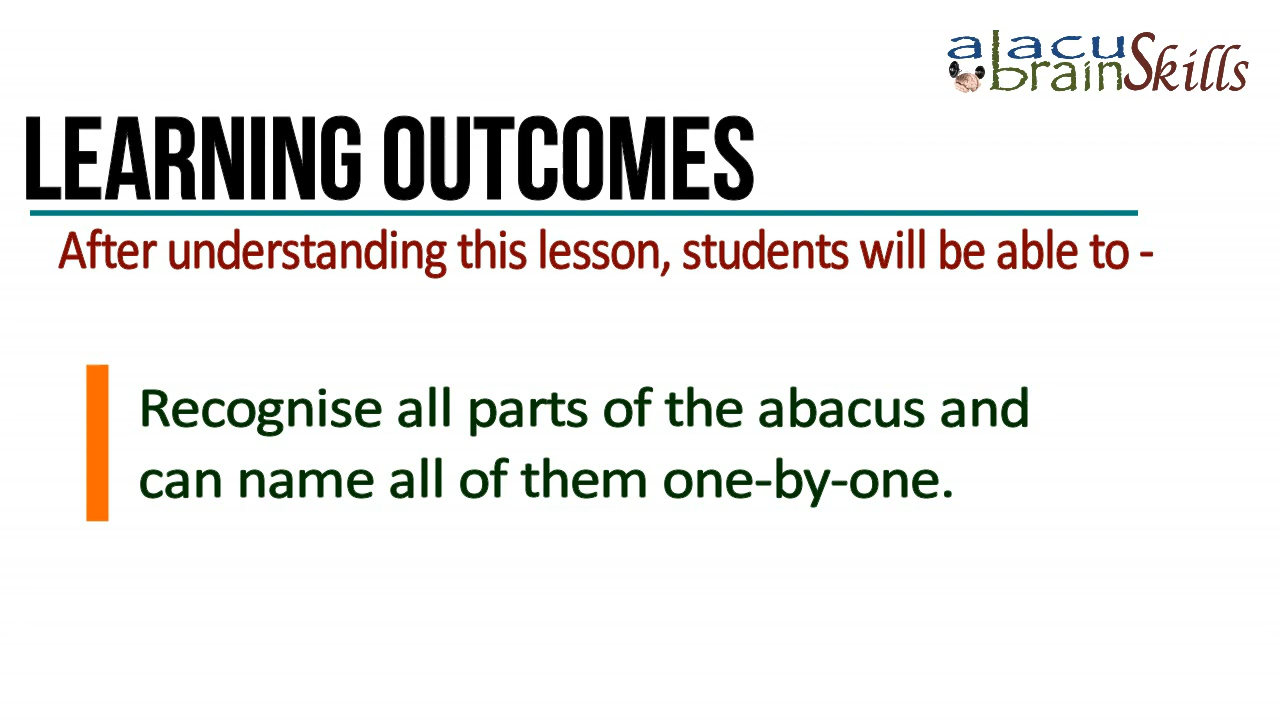 abacus
brainSkills
LEARNING OUTCOMES
After understanding this lesson, students will be able to -
Recognise all parts of the abacus and
can name all of them one-by-one.